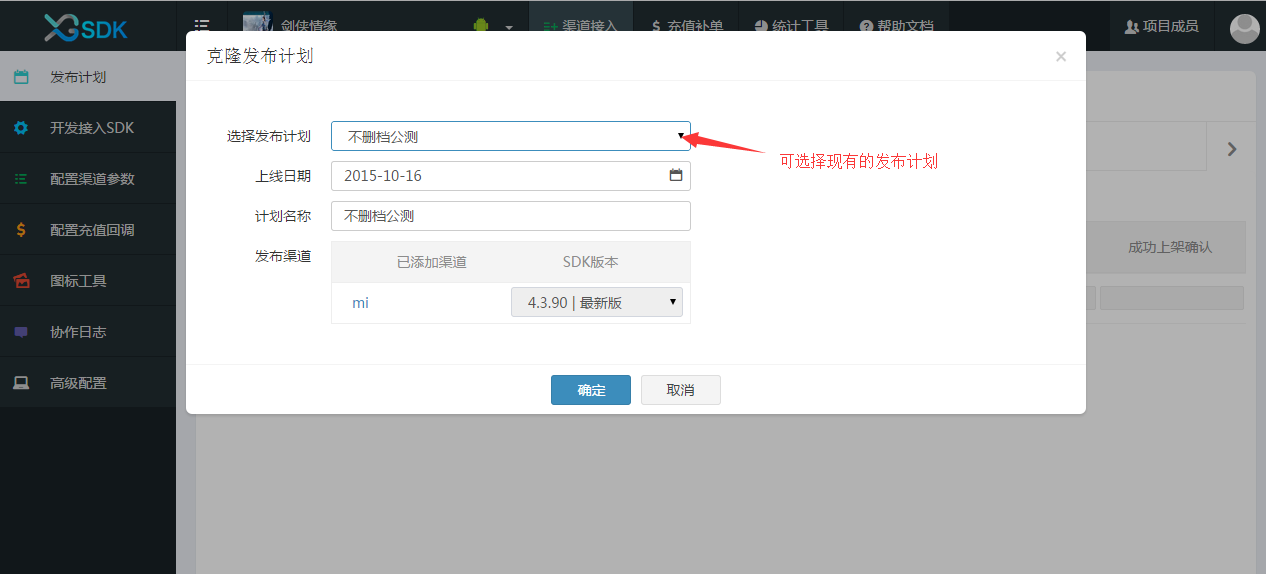 XGSDK
剑侠情缘
渠道接入
$ 充值补单
统计工具
帮助文档
项目成员
发布计划
开发接入SDK
配置渠道参数
配置充值回调
图标工具
协作日志
高级配置
克隆发布计划
×
选择发布计划 不删档公测
可选择现有的发布计划
上线日期 2015-10-16
计划名称 不删档公测
发布渠道 已添加渠道 SDK版本
mi 4.3.90 | 最新版
成功上架确认
确定 取消